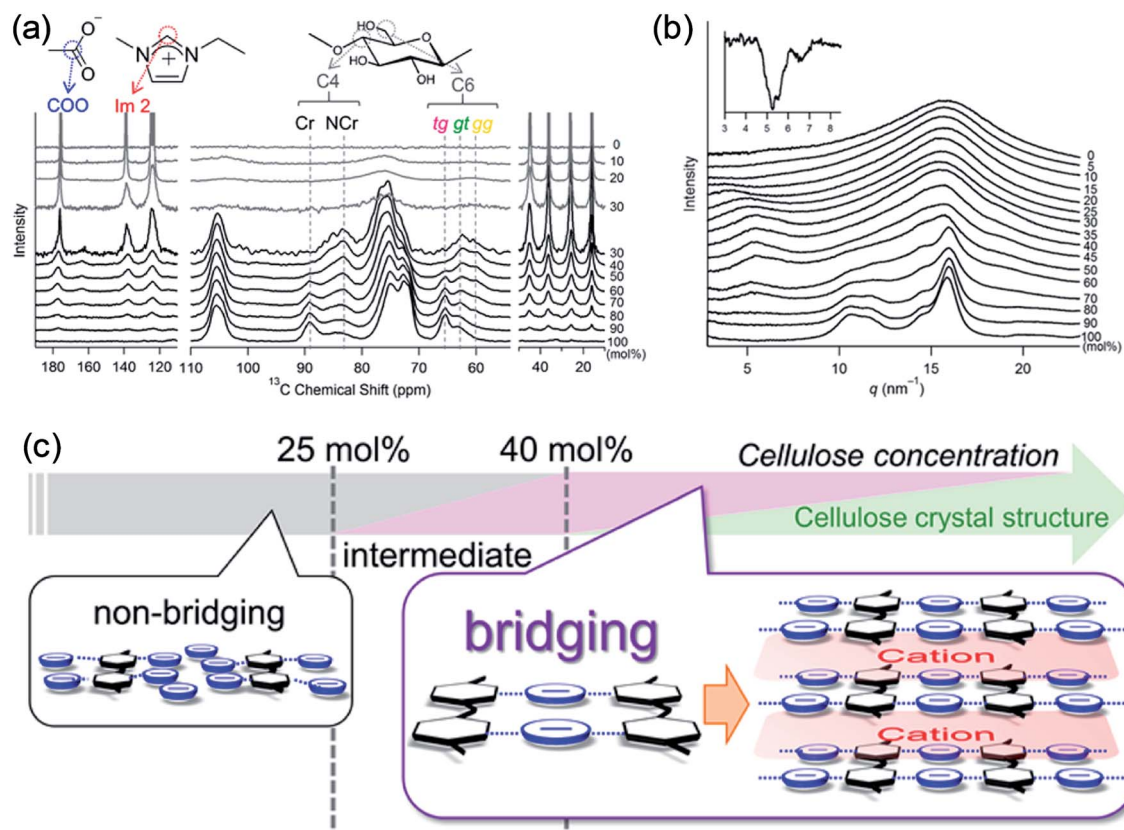 (a)
O−
O
COO
N
+
N
Im 2
HO
O
O
HO
OH
C4
C6
Cr
NCr
tg
gt
gg
0
10
20
30
30
40
50
60
70
80
90
100
(mol%)
Intensity
180 160 140 120 110 100 90 80 70 60 40 20
13C Chemical Shift (ppm)
(b)
3 4 5 6 7 8
0
5
10
15
20
25
30
35
40
45
50
60
70
80
90
100
(mol%)
Intensity
5 10 15 20
q (nm−1)
(c)
25 mol%
40 mol%
Cellulose concentration
Cellulose crystal structure
intermediate
non-bridging
bridging
Cation
Cation